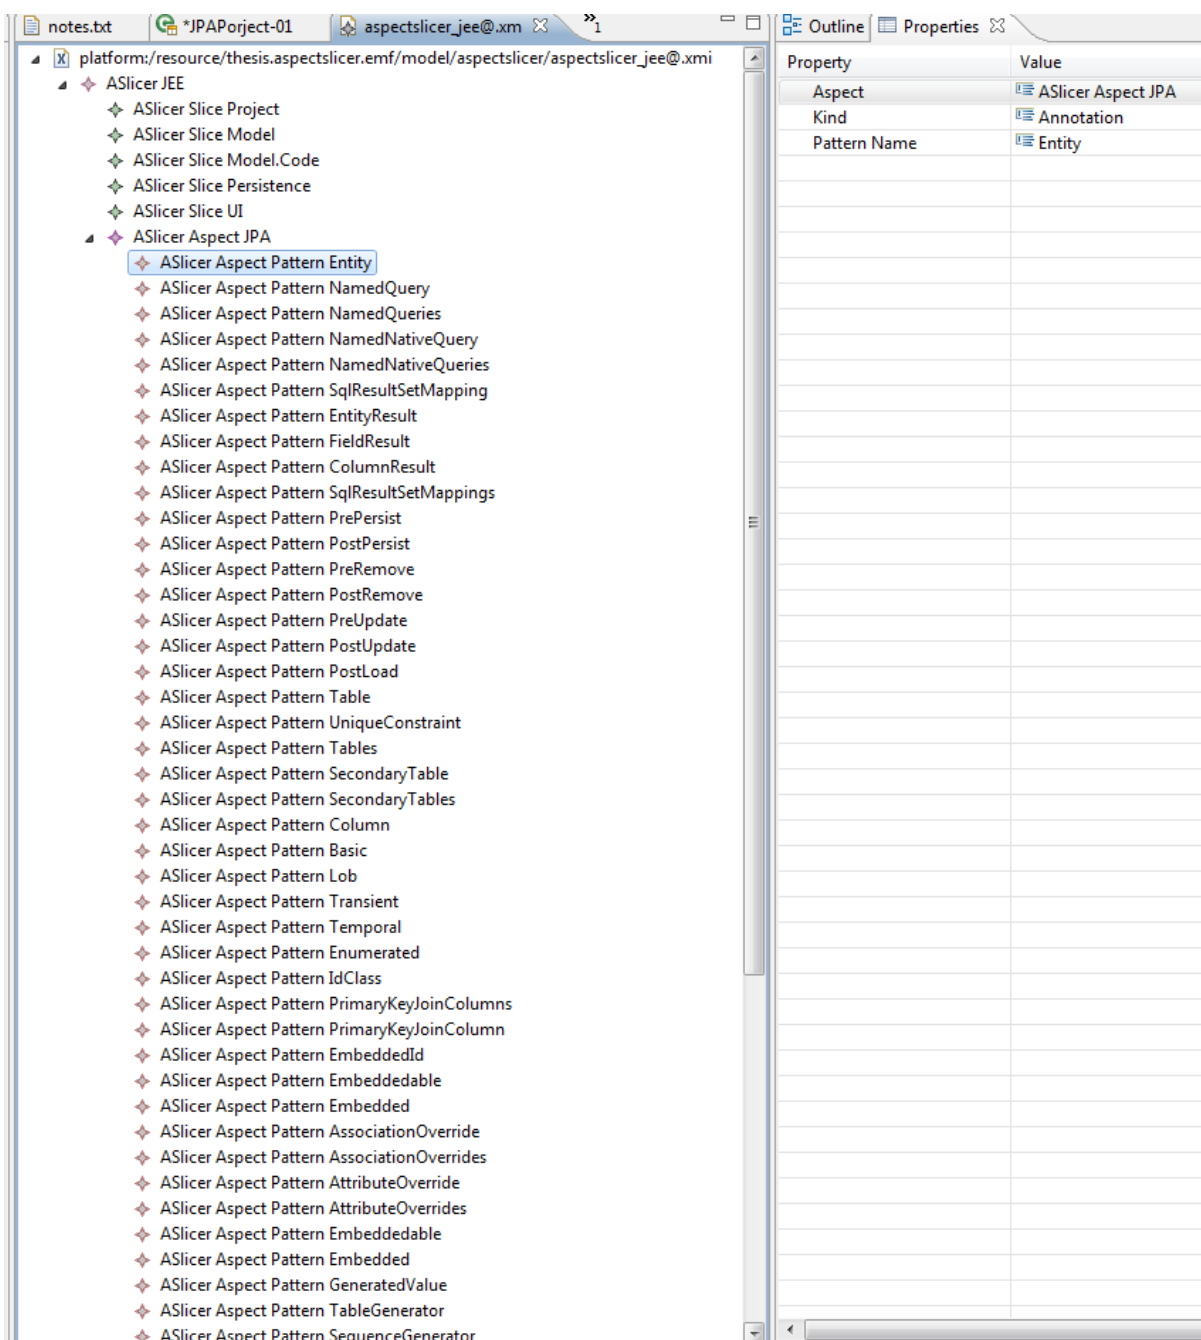 notes.txt
*JPAPorject-01
aspectslicer_jee@.xm
»1
platform:/resource/thesis.aspectslicer.emf/model/aspectslicer/aspectslicer_jee@.xmi
ASlicer JEE
ASlicer Slice Project
ASlicer Slice Model
ASlicer Slice Model.Code
ASlicer Slice Persistence
ASlicer Slice UI
ASlicer Aspect JPA
ASlicer Aspect Pattern Entity
ASlicer Aspect Pattern NamedQuery
ASlicer Aspect Pattern NamedQueries
ASlicer Aspect Pattern NamedNativeQuery
ASlicer Aspect Pattern NamedNativeQueries
ASlicer Aspect Pattern SqlResultSetMapping
ASlicer Aspect Pattern EntityResult
ASlicer Aspect Pattern FieldResult
ASlicer Aspect Pattern ColumnResult
ASlicer Aspect Pattern SqlResultSetMappings
ASlicer Aspect Pattern PrePersist
ASlicer Aspect Pattern PostPersist
ASlicer Aspect Pattern PreRemove
ASlicer Aspect Pattern PostRemove
ASlicer Aspect Pattern PreUpdate
ASlicer Aspect Pattern PostUpdate
ASlicer Aspect Pattern PostLoad
ASlicer Aspect Pattern Table
ASlicer Aspect Pattern UniqueConstraint
ASlicer Aspect Pattern Tables
ASlicer Aspect Pattern SecondaryTable
ASlicer Aspect Pattern SecondaryTables
ASlicer Aspect Pattern Column
ASlicer Aspect Pattern Basic
ASlicer Aspect Pattern Lob
ASlicer Aspect Pattern Transient
ASlicer Aspect Pattern Temporal
ASlicer Aspect Pattern Enumerated
ASlicer Aspect Pattern IdClass
ASlicer Aspect Pattern PrimaryKeyJoinColumns
ASlicer Aspect Pattern PrimaryKeyJoinColumn
ASlicer Aspect Pattern EmbeddedId
ASlicer Aspect Pattern Embeddedable
ASlicer Aspect Pattern Embedded
ASlicer Aspect Pattern AssociationOverride
ASlicer Aspect Pattern AssociationOverrides
ASlicer Aspect Pattern AttributeOverride
ASlicer Aspect Pattern AttributeOverrides
ASlicer Aspect Pattern Embeddedable
ASlicer Aspect Pattern Embedded
ASlicer Aspect Pattern GeneratedValue
ASlicer Aspect Pattern TableGenerator
ASlicer Aspect Pattern SequenceGenerator
Outline
Properties
Property Value
Aspect ASlicer Aspect JPA
Kind Annotation
Pattern Name Entity